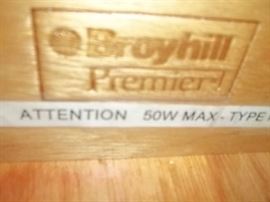 Broyhill
Premier
ATTENTION 50W MAX - TYPE